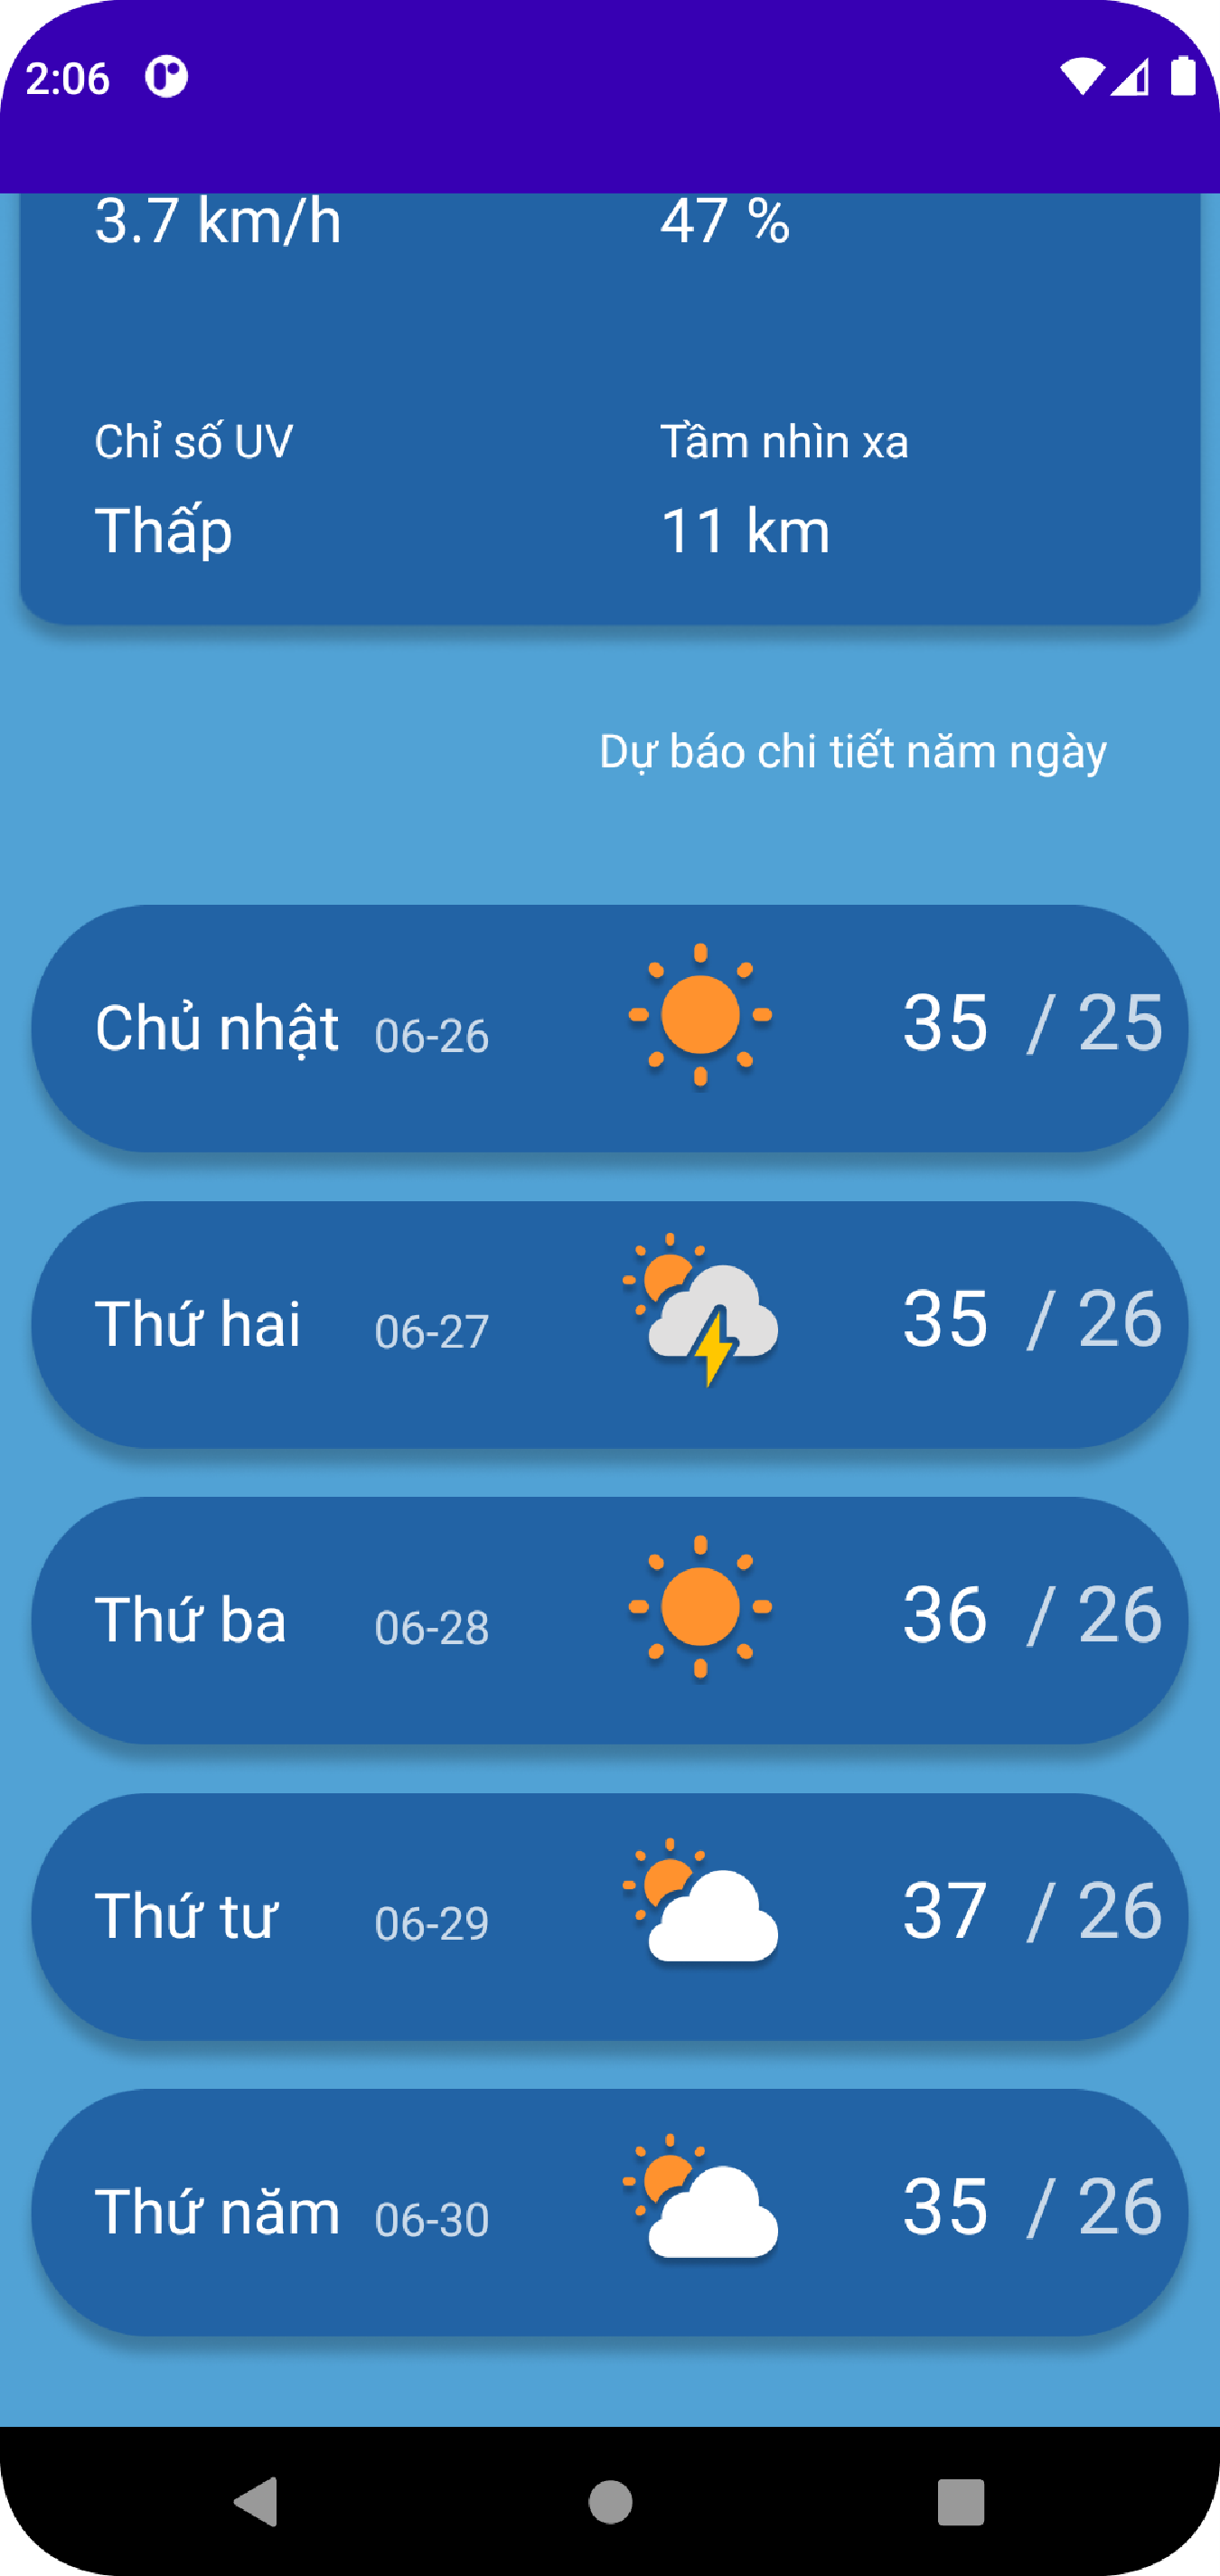 2:06
3.7 km/h 47 %
Chỉ số UV Tầm nhìn xa
Thấp 11 km
Dự báo chi tiết năm ngày
Chủ nhật 06-26 35 / 25
Thứ hai 06-27 35 / 26
Thứ ba 06-28 36 / 26
Thứ tư 06-29 37 / 26
Thứ năm 06-30 35 / 26